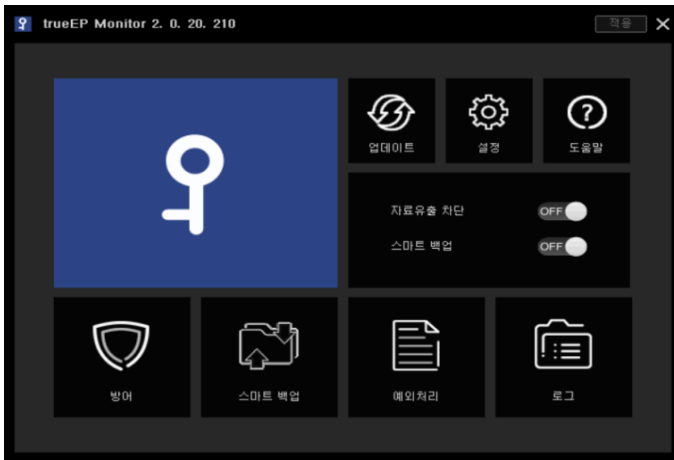 trueEP Monitor 2. 0. 20. 210
적용
업데이트
설정
도움말
자료유출 차단
OFF
스마트 백업
OFF
방어
스마트 백업
예외처리
로그